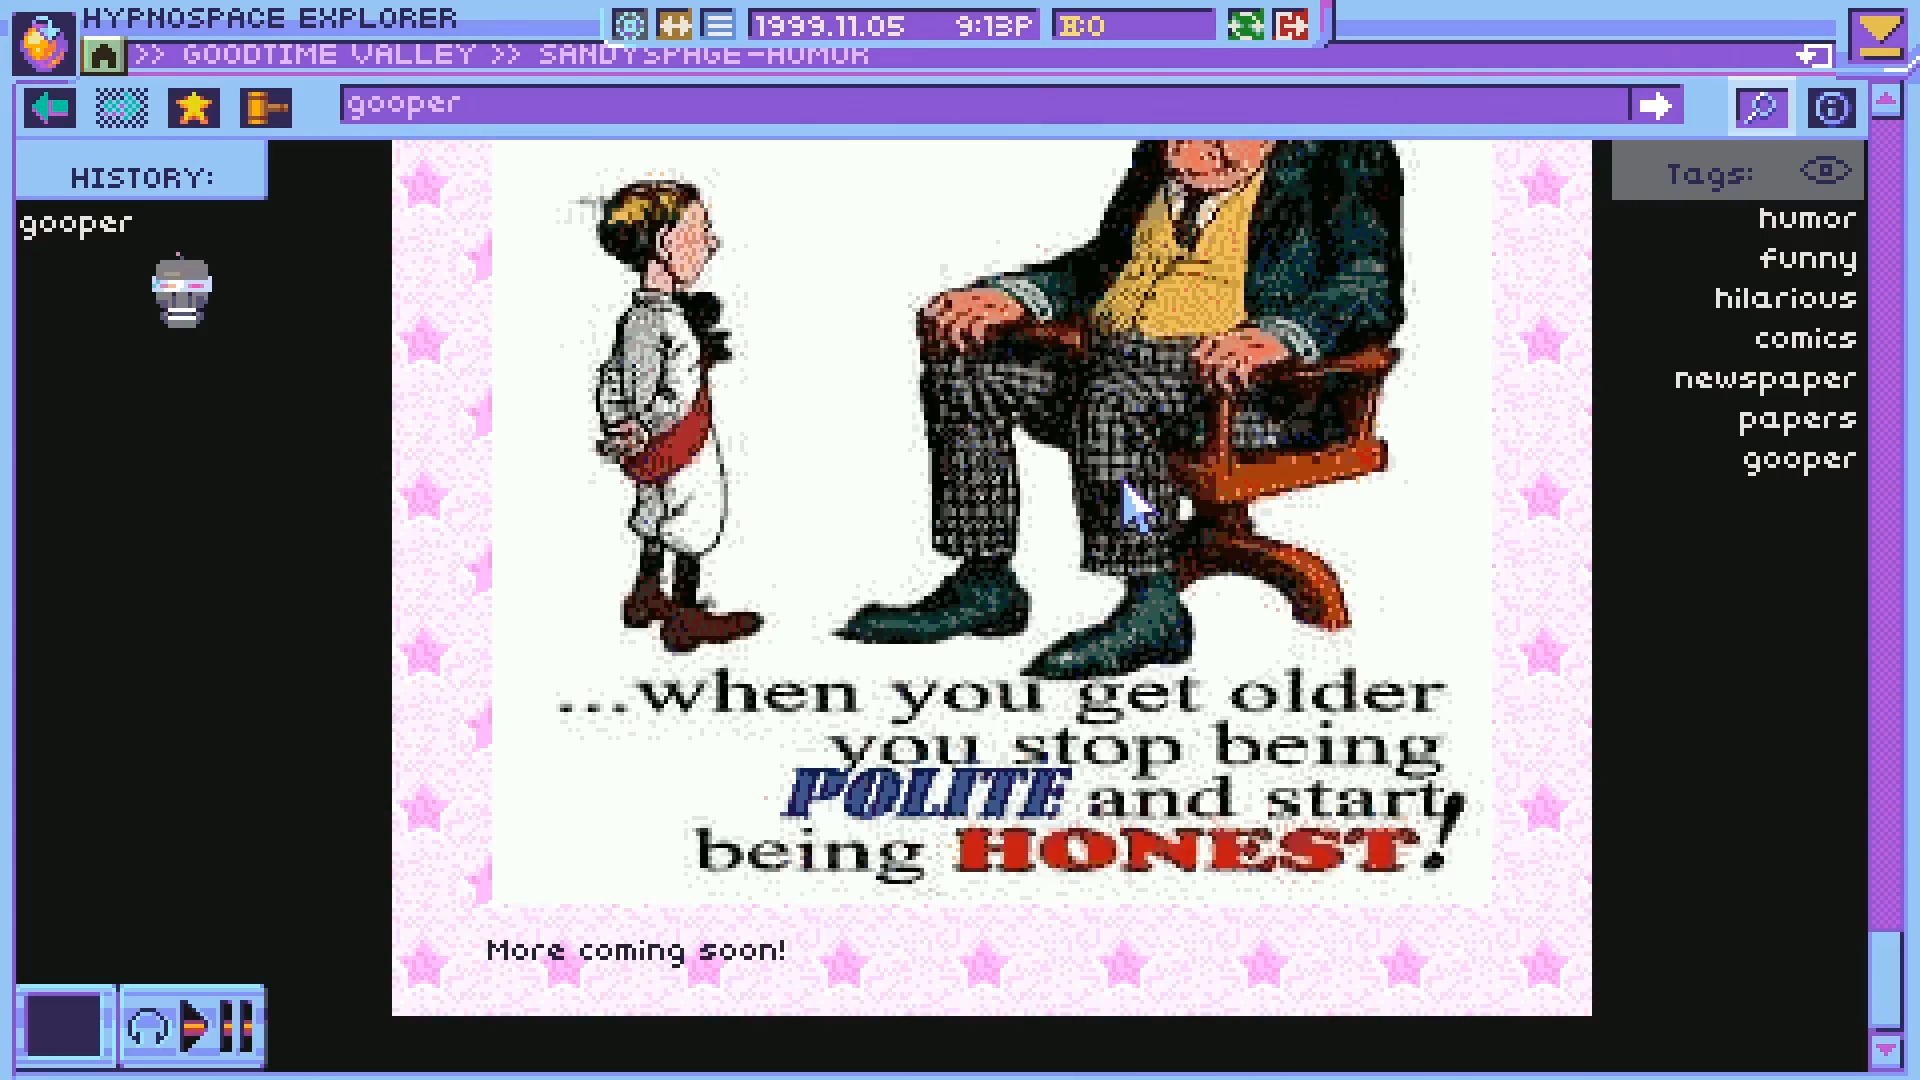 HYPNOSPACE EXPLORER
1999.11.05 9:13P
:0
>> GOODTIME VALLEY >> SANDYSPAGE-HUMOR
gooper
HISTORY:
gooper
Tags:
humor
funny
hilarious
comics
newspaper
papers
gooper
...when you get older
you stop being
POLITE and start
being HONEST!
More coming soon!